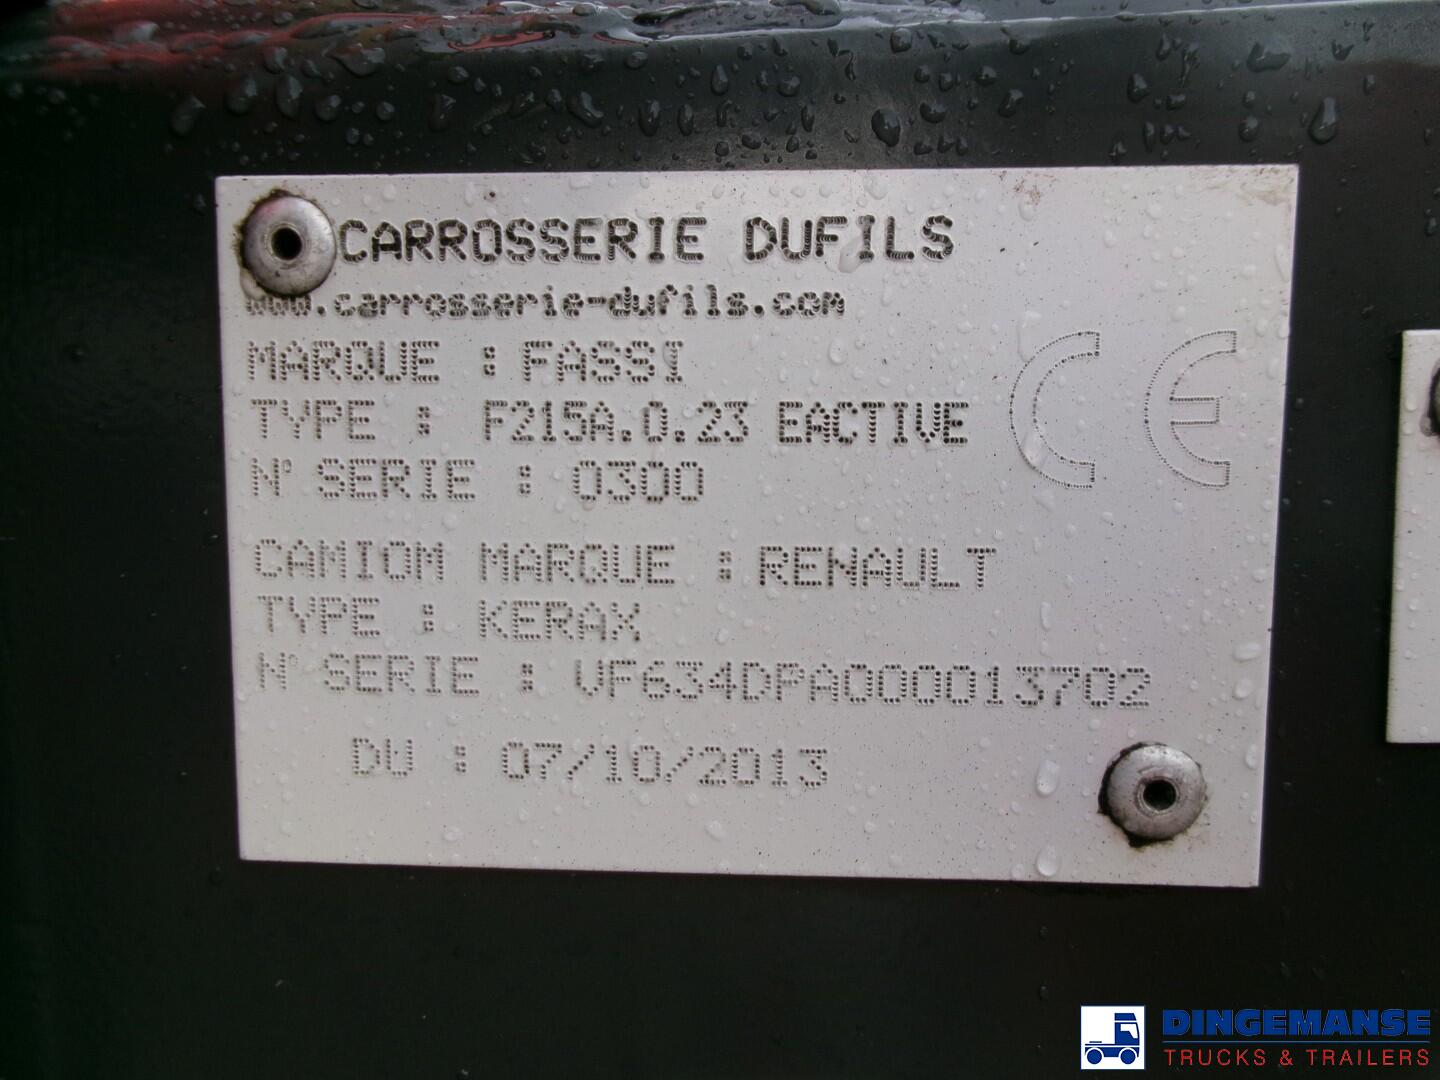 CARROSSERIE DUFILS
www.carrosserie-dufils.com
MARQUE : FASSI
TYPE : F215A.0.23 EACTIVE
N° SERIE : 0300
CE
CAMIOM MARQUE : RENAULT
TYPE : KERAX
N° SERIE : VF634DPA000013702
DU : 07/10/2013
DINGEMANSE
TRUCKS & TRAILERS